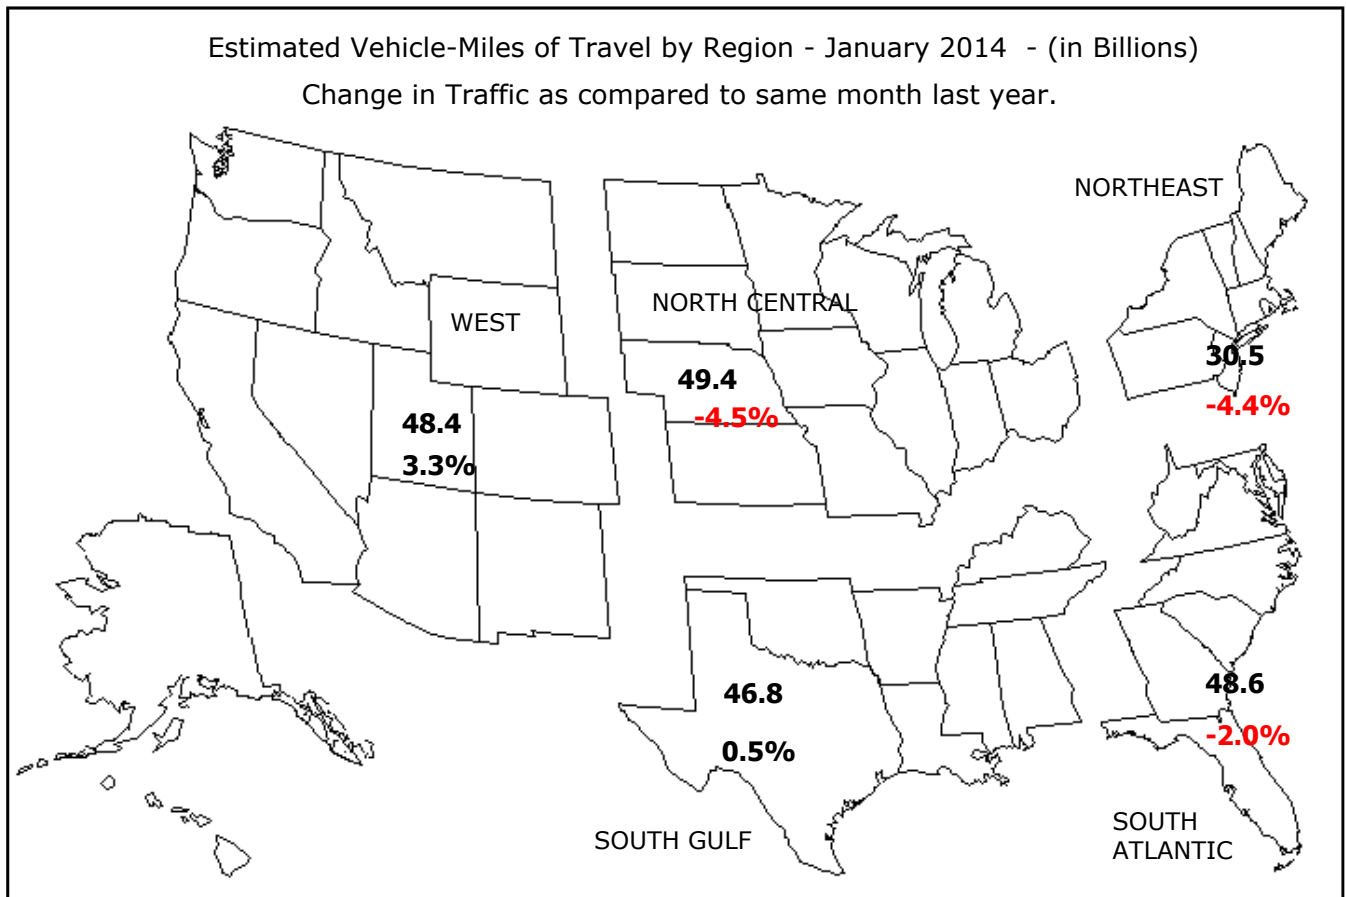 Estimated Vehicle-Miles of Travel by Region - January 2014 - (in Billions)
Change in Traffic as compared to same month last year.
NORTHEAST
30.5
-4.4%
NORTH CENTRAL
49.4
-4.5%
WEST
48.4
3.3%
46.8
0.5%
SOUTH GULF
48.6
-2.0%
SOUTH
ATLANTIC